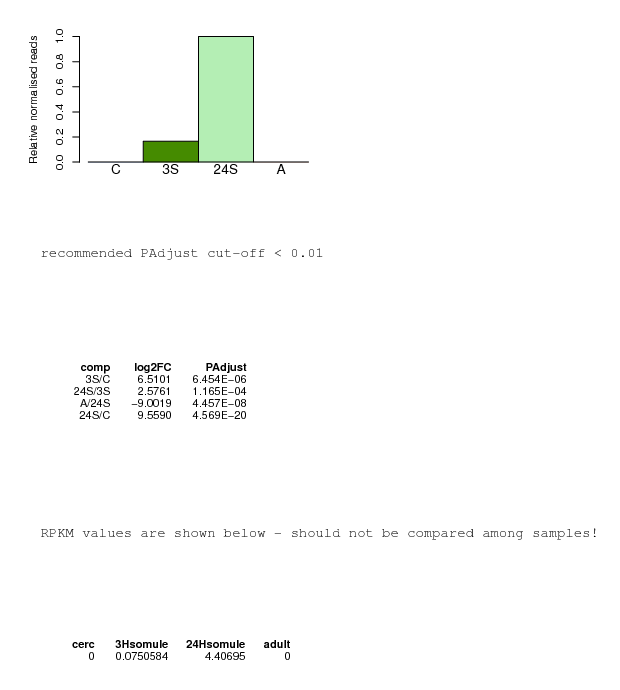 Relative normalised reads
1.0
0.8
0.6
0.4
0.2
0.0
C 3S 24S A
recommended PAdjust cut-off < 0.01
comp log2FC PAdjust
3S/C 6.5101 6.454E−06
24S/3S 2.5761 1.165E−04
A/24S −9.0019 4.457E−08
24S/C 9.5590 4.569E−20
RPKM values are shown below - should not be compared among samples!
cerc 3Hsomule 24Hsomule adult
0 0.0750584 4.40695 0